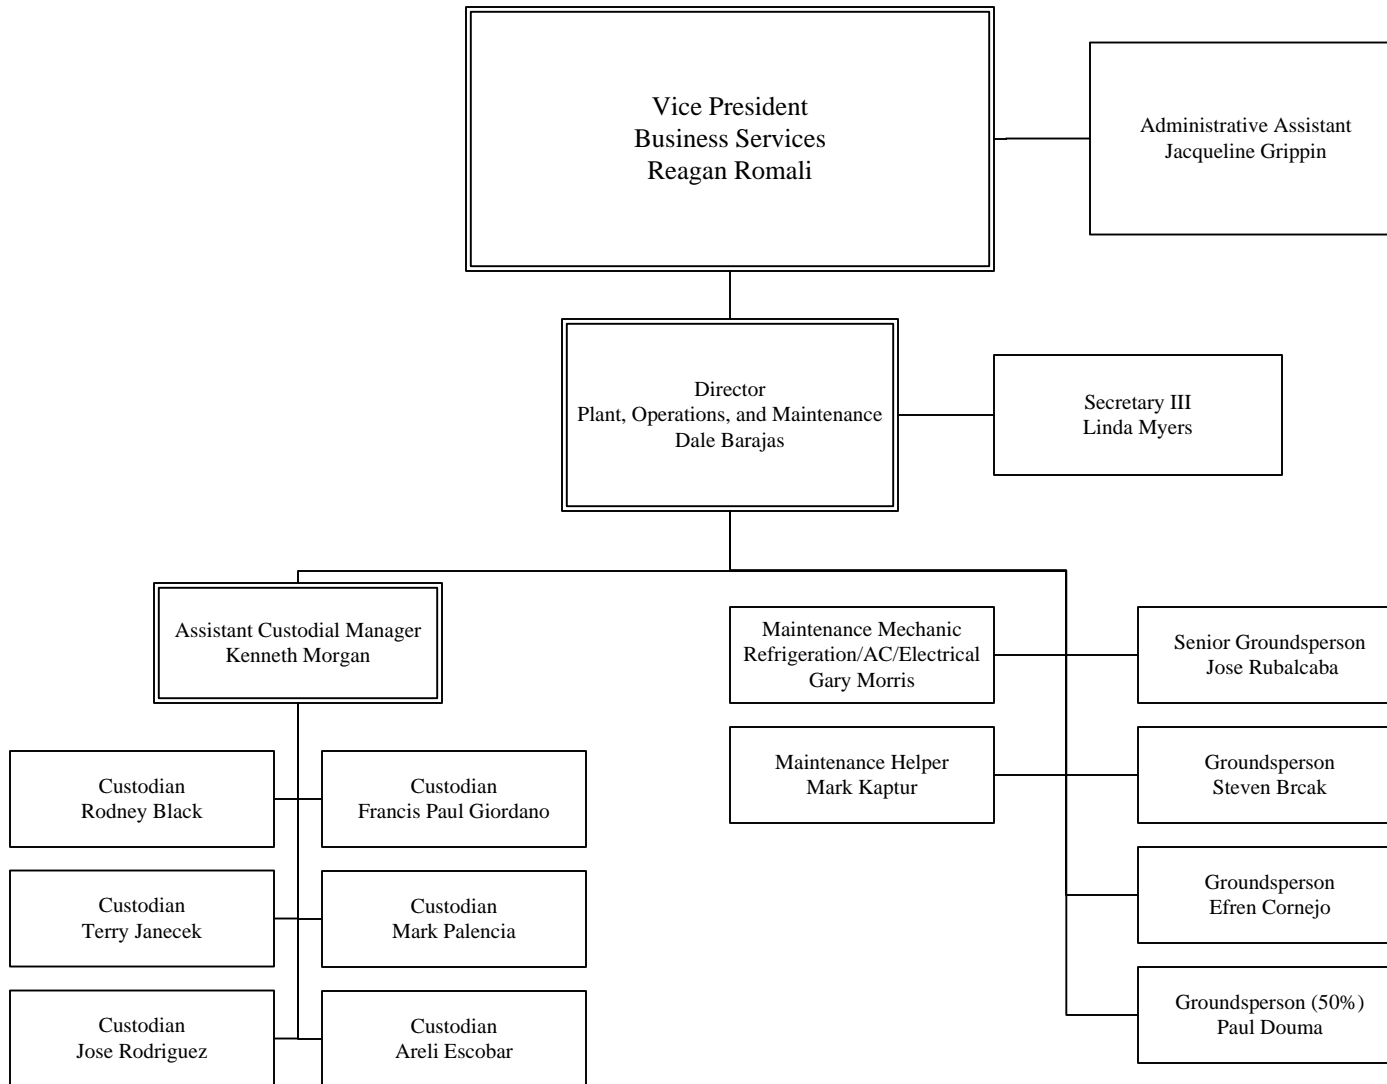 Vice President
Business Services
Reagan Romali
Administrative Assistant
Jacqueline Grippin
Director
Plant, Operations, and Maintenance
Dale Barajas
Secretary III
Linda Myers
Assistant Custodial Manager
Kenneth Morgan
Maintenance Mechanic
Refrigeration/AC/Electrical
Gary Morris
Senior Groundsperson
Jose Rubalcaba
Maintenance Helper
Mark Kaptur
Groundsperson
Steven Brcak
Custodian
Rodney Black
Custodian
Francis Paul Giordano
Groundsperson
Efren Cornejo
Custodian
Terry Janecek
Custodian
Mark Palencia
Groundsperson (50%)
Paul Douma
Custodian
Jose Rodriguez
Custodian
Areli Escobar